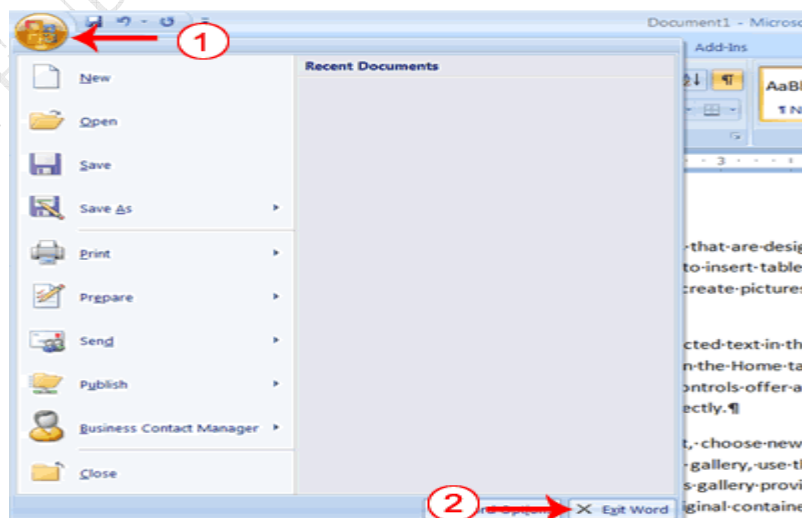 Document1 - Microso
1
Add-Ins
Recent Documents
New
Open
Save
Save As
Print
Prepare
Send
Publish
Business Contact Manager
Close
AaBl
¶ N
3
that·are·desig
to·insert·table
create·pictures
cted·text·in·th
n·the·Home·ta
ontrols·offer·a
ectly.¶
t,·choose·new
gallery,·use·th
s·gallery·provi
iginal·containe
2
Exit Word